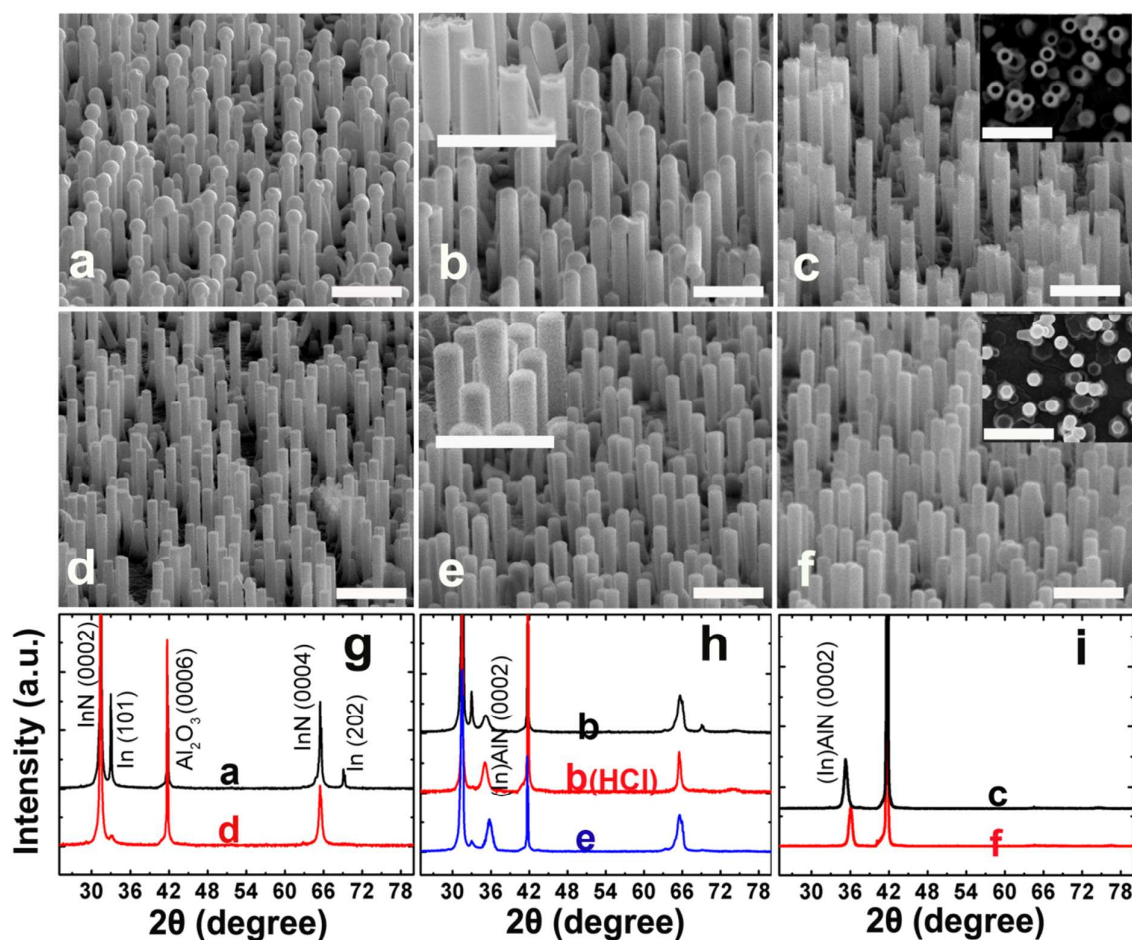 a
b
c
d
e
f
Intensity (a.u.)
InN (0002)
In (101)
Al₂O₃ (0006)
InN (0004)
In (202)
g
a
d
30 36 42 48 54 60 66 72 78
2θ (degree)
(In)AlN (0002)
h
b
b(HCl)
e
30 36 42 48 54 60 66 72 78
2θ (degree)
(In)AlN (0002)
i
c
f
30 36 42 48 54 60 66 72 78
2θ (degree)